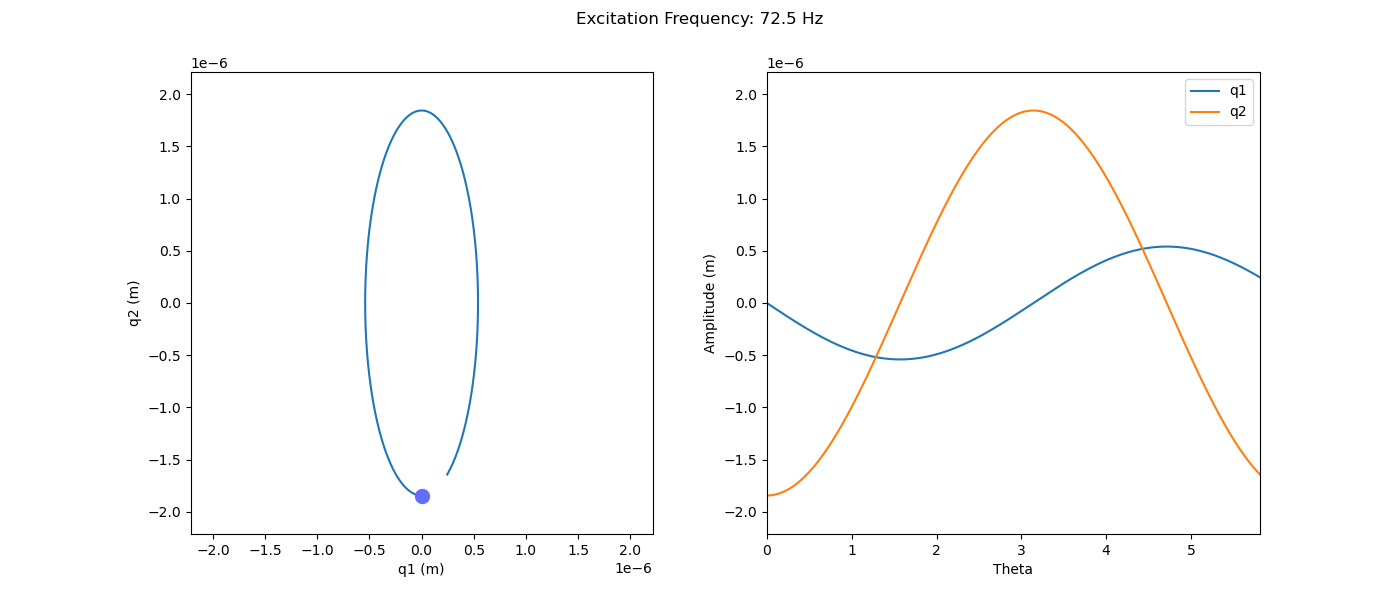 Excitation Frequency: 72.5 Hz
1e−6
2.0
1.5
1.0
0.5
0.0
−0.5
−1.0
−1.5
−2.0
q2 (m)
−2.0 −1.5 −1.0 −0.5 0.0 0.5 1.0 1.5 2.0
q1 (m)
1e−6
1e−6
2.0
1.5
1.0
0.5
0.0
−0.5
−1.0
−1.5
−2.0
Amplitude (m)
0 1 2 3 4 5
Theta
q1
q2